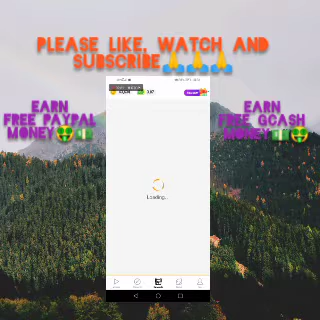 PLEASE LIKE, WATCH AND
SUBSCRIBE🙏🙏🙏
EARN
FREE PAYPAL
MONEY🤑💵
EARN
FREE GCASH
MONEY💵🤑
Loading...